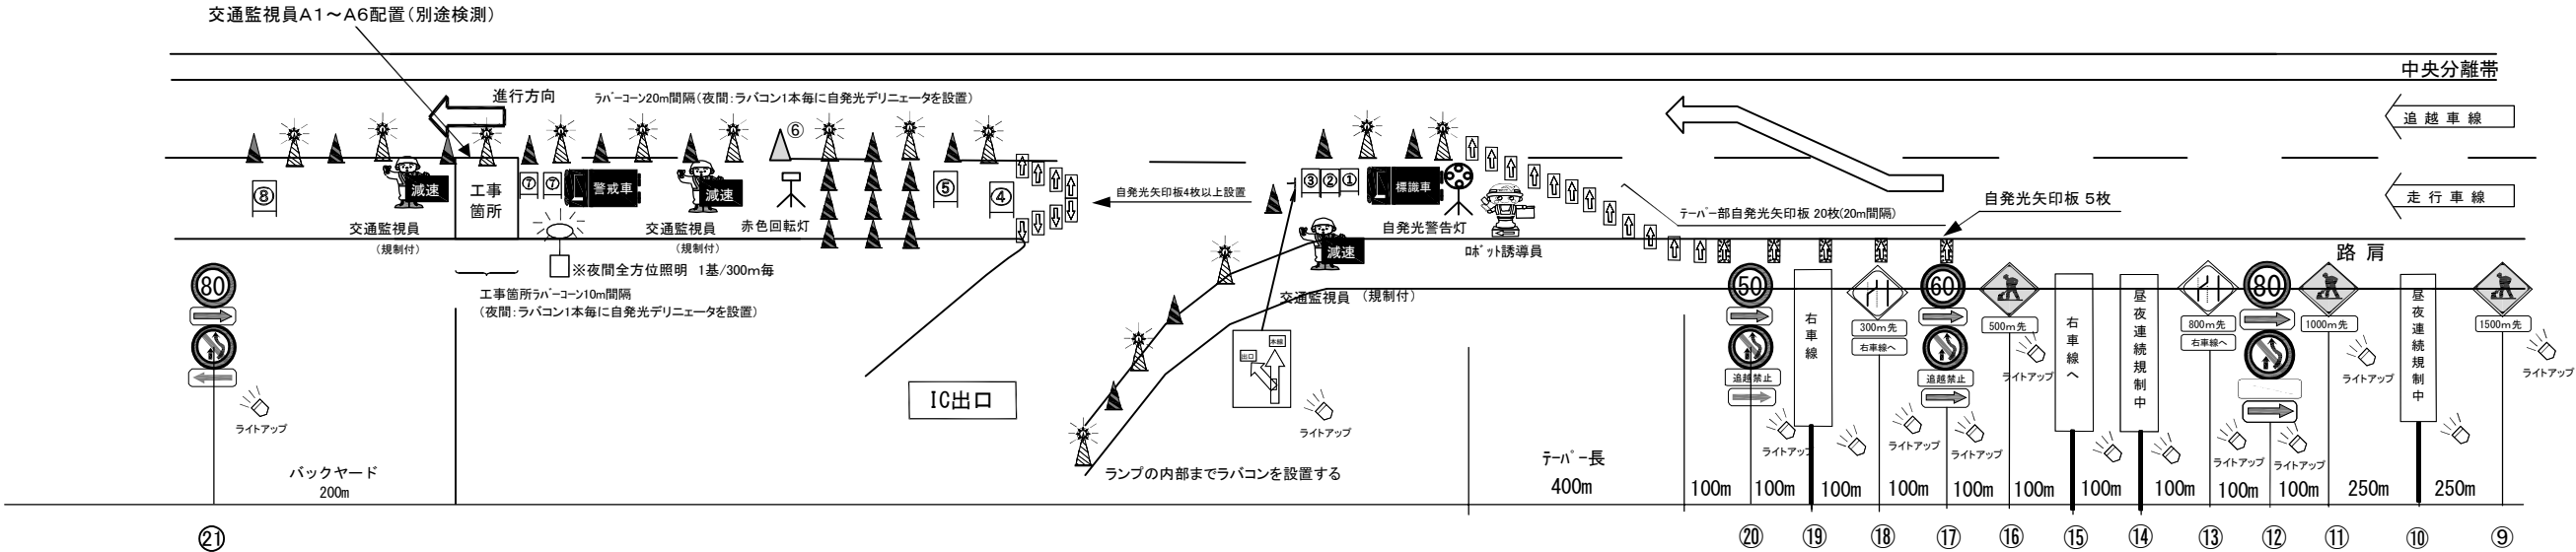 交通監視員A1～A6配置(別途検測)
中央分離帯
進行方向
ﾗﾊﾞｰｺｰﾝ20m間隔(夜間:ﾗﾊﾞｺﾝ1本毎に自発光ﾃﾞﾘﾆｪｰﾀを設置)
追越車線
⑥
⑧
減速
工事
箇所
⑦
⑦
警戒車
減速
⑤
④
自発光矢印板4枚以上設置
③
②
①
標識車
走行車線
自発光矢印板 5枚
ﾃｰﾊﾟｰ部自発光矢印板 20枚(20m間隔)
交通監視員
(規制付)
交通監視員
(規制付)
赤色回転灯
自発光警告灯
ﾛﾎﾞｯﾄ誘導員
減速
路肩
※夜間全方位照明 1基/300m毎
工事箇所ﾗﾊﾞｰｺｰﾝ10m間隔
(夜間:ﾗﾊﾞｺﾝ1本毎に自発光ﾃﾞﾘﾆｪｰﾀを設置)
交通監視員 (規制付)
本線
出口
IC出口
ライトアップ
ランプの内部までラバコンを設置する
80
ライトアップ
バックヤード
200m
ﾃｰﾊﾟｰ長
400m
50
追越禁止
ライトアップ
右車線
300m先
右車線へ
ライトアップ
60
追越禁止
ライトアップ
500m先
ライトアップ
右車線へ
昼夜連続規制中
800m先
右車線へ
ライトアップ
80
ライトアップ
1000m先
ライトアップ
昼夜連続規制中
1500m先
ライトアップ
100m
100m
100m
100m
100m
100m
100m
100m
100m
100m
250m
250m
㉑
⑳
⑲
⑱
⑰
⑯
⑮
⑭
⑬
⑫
⑪
⑩
⑨